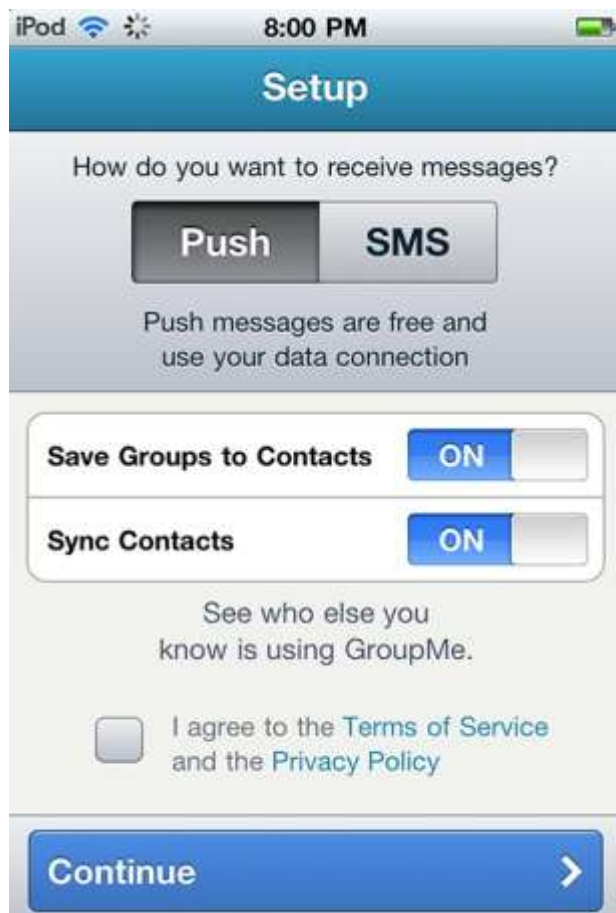 iPod 8:00 PM
Setup
How do you want to receive messages?
Push SMS
Push messages are free and
use your data connection
Save Groups to Contacts ON
Sync Contacts ON
See who else you
know is using GroupMe.
I agree to the Terms of Service
and the Privacy Policy
Continue